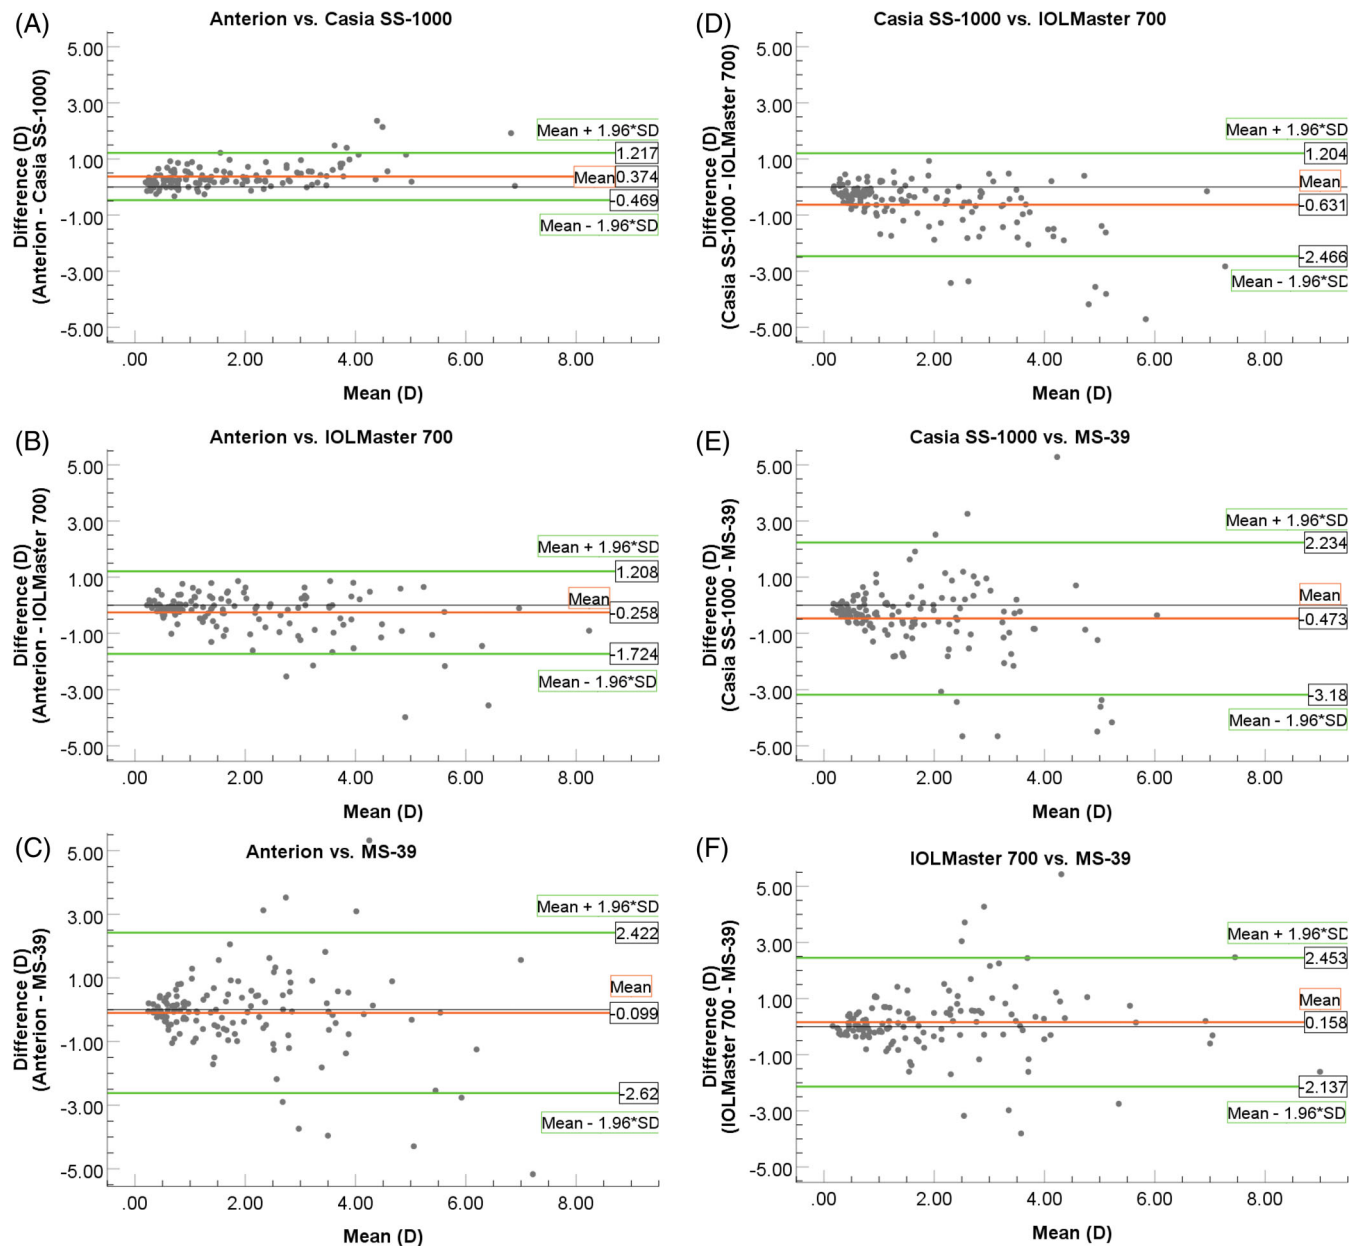 (A)
Anterion vs. Casia SS-1000
Difference (D)
(Anterion - Casia SS-1000)
5.00
3.00
1.00
-1.00
-3.00
-5.00
Mean + 1.96*SD
1.217
Mean
0.374
-0.469
Mean - 1.96*SD
.00
2.00
4.00
6.00
8.00
Mean (D)
(B)
Anterion vs. IOLMaster 700
Difference (D)
(Anterion - IOLMaster 700)
5.00
3.00
1.00
-1.00
-3.00
-5.00
Mean + 1.96*SD
1.208
Mean
-0.258
-1.724
Mean - 1.96*SD
.00
2.00
4.00
6.00
8.00
Mean (D)
(C)
Anterion vs. MS-39
Difference (D)
(Anterion - MS-39)
5.00
3.00
1.00
-1.00
-3.00
-5.00
Mean + 1.96*SD
2.422
Mean
-0.099
-2.62
Mean - 1.96*SD
.00
2.00
4.00
6.00
8.00
Mean (D)
(D)
Casia SS-1000 vs. IOLMaster 700
Difference (D)
(Casia SS-1000 - IOLMaster 700)
5.00
3.00
1.00
-1.00
-3.00
-5.00
Mean + 1.96*SD
1.204
Mean
-0.631
-2.466
Mean - 1.96*SD
.00
2.00
4.00
6.00
8.00
Mean (D)
(E)
Casia SS-1000 vs. MS-39
Difference (D)
(Casia SS-1000 - MS-39)
5.00
3.00
1.00
-1.00
-3.00
-5.00
Mean + 1.96*SD
2.234
Mean
-0.473
-3.18
Mean - 1.96*SD
.00
2.00
4.00
6.00
8.00
Mean (D)
(F)
IOLMaster 700 vs. MS-39
Difference (D)
(IOLMaster 700 - MS-39)
5.00
3.00
1.00
-1.00
-3.00
-5.00
Mean + 1.96*SD
2.453
Mean
0.158
-2.137
Mean - 1.96*SD
.00
2.00
4.00
6.00
8.00
Mean (D)